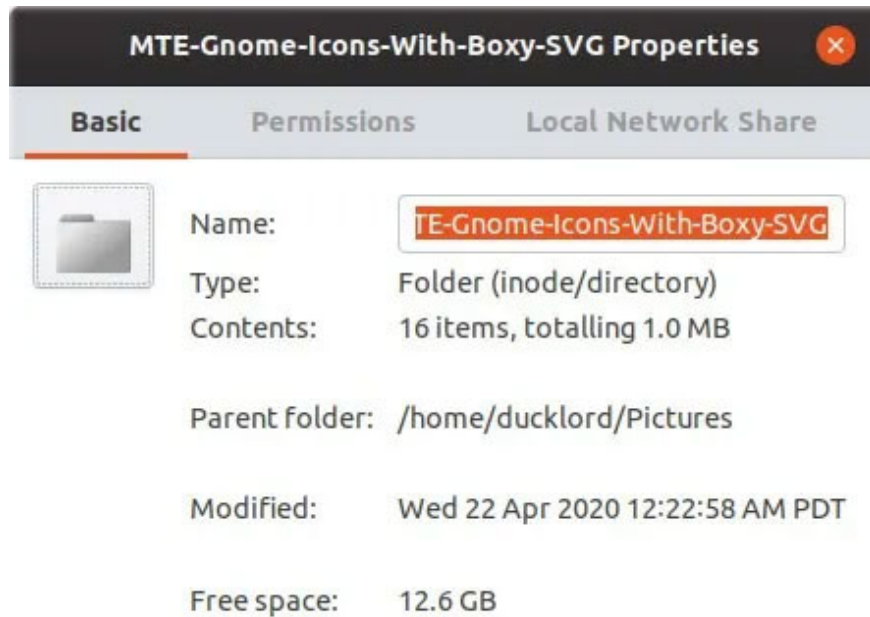 MTE-Gnome-Icons-With-Boxy-SVG Properties
Basic Permissions Local Network Share
Name: TE-Gnome-Icons-With-Boxy-SVG
Type: Folder (inode/directory)
Contents: 16 items, totalling 1.0 MB
Parent folder: /home/ducklord/Pictures
Modified: Wed 22 Apr 2020 12:22:58 AM PDT
Free space: 12.6 GB